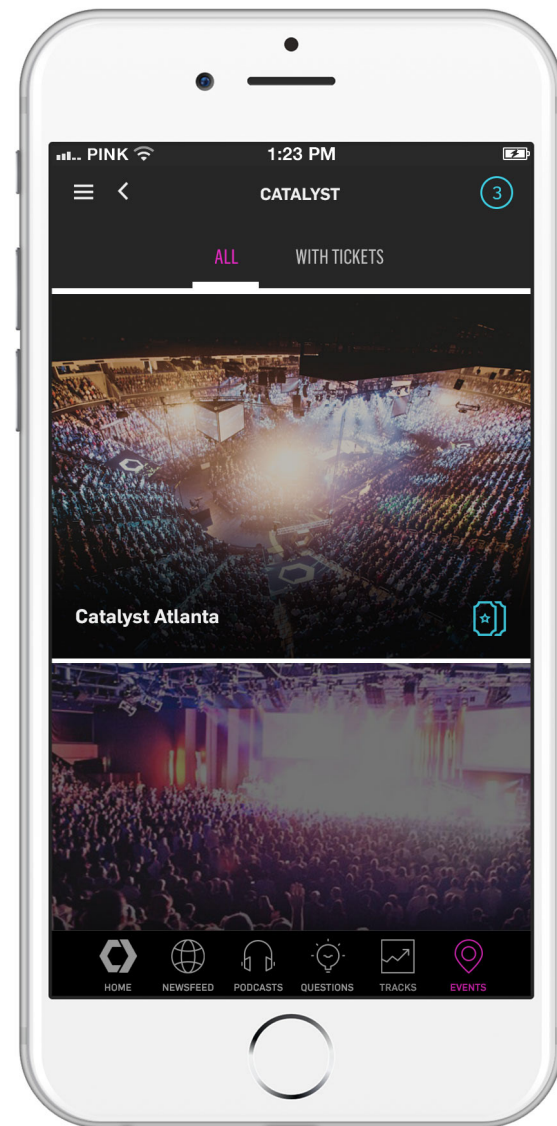 PINK 1:23 PM
CATALYST 3
ALL WITH TICKETS
Catalyst Atlanta
HOME NEWSFEED PODCASTS QUESTIONS TRACKS EVENTS